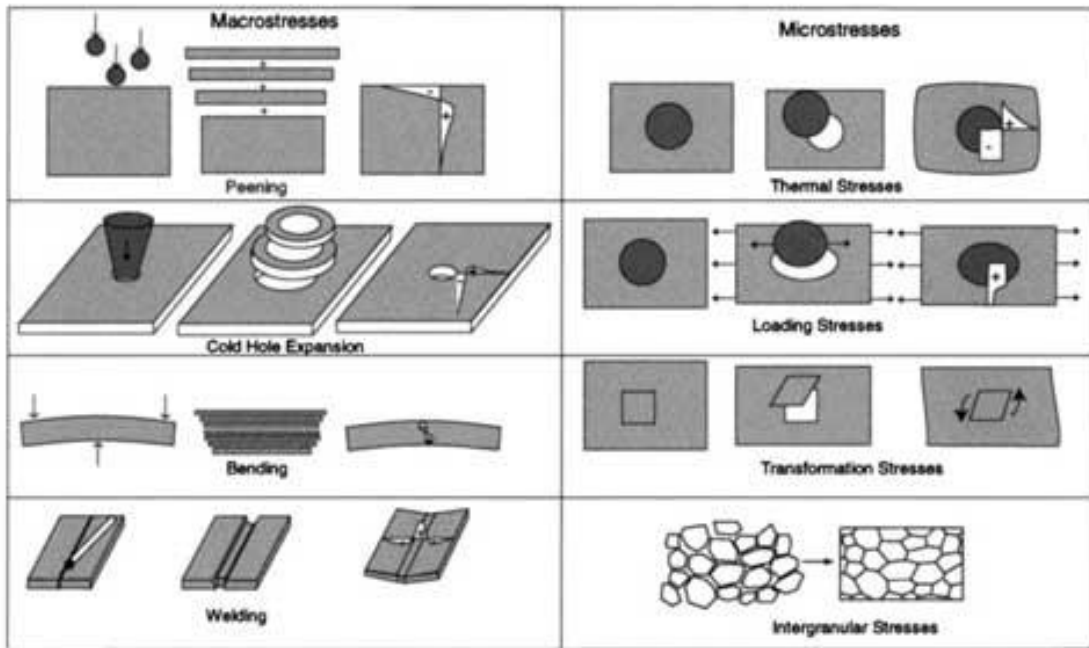 Macrostresses
Microstresses
-
+
+
+
+
Peening
+
-
Thermal Stresses
Cold Hole Expansion
+
Loading Stresses
Bending
Transformation Stresses
Welding
Intergranular Stresses